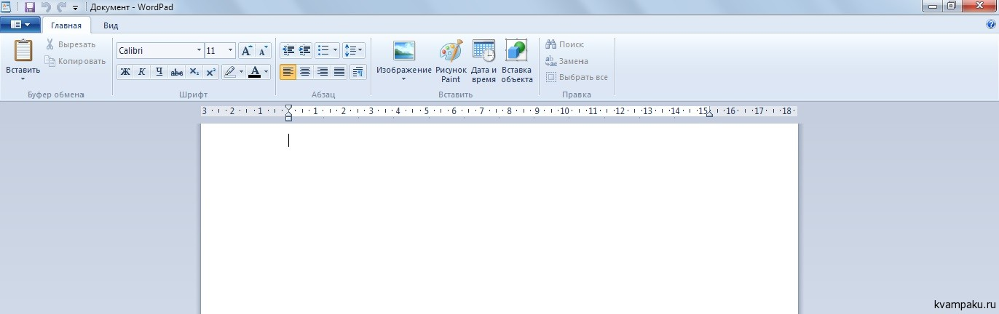 Документ - WordPad
Главная Вид
Вставить
Вырезать
Копировать
Буфер обмена
Calibri 11
Ж К Ч abc X₂ X²
А
Шрифт
Абзац
Изображение
Рисунок Paint
Дата и время
Вставка объекта
Вставить
Поиск
Замена
Выбрать все
Правка
3 2 1 1 2 3 4 5 6 7 8 9 10 11 12 13 14 15 16 17 18
kvampaku.ru